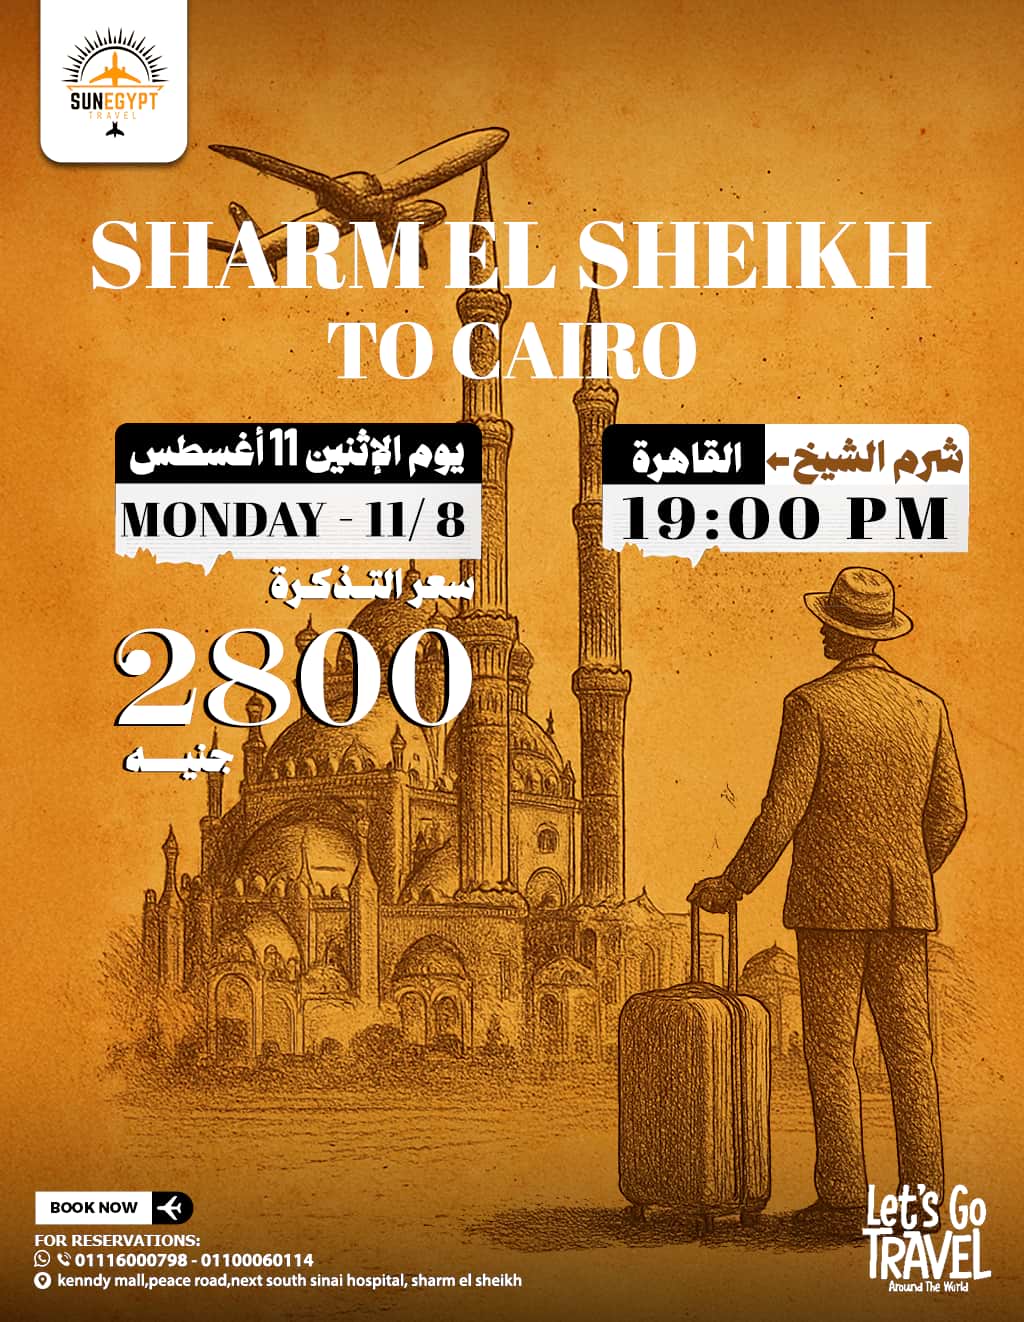 SUNEGYPT
TRAVEL
SHARM EL SHEIKH
TO CAIRO
يوم الإثنين 11 أغسطس
MONDAY - 11/ 8
شرم الشيخ ← القاهرة
19:00 PM
سعر التـذكـرة
2800
جنيـــه
BOOK NOW
FOR RESERVATIONS:
01116000798 - 01100060114
kenndy mall,peace road,next south sinai hospital, sharm el sheikh
Let's Go
TRAVEL
Around The World